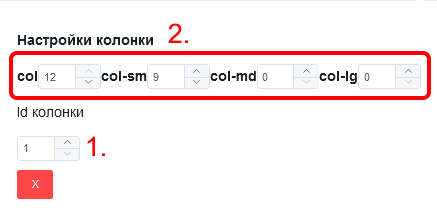 Настройки колонки 2.
col 12 col-sm 9 col-md 0 col-lg 0
Id колонки
1 1.
X